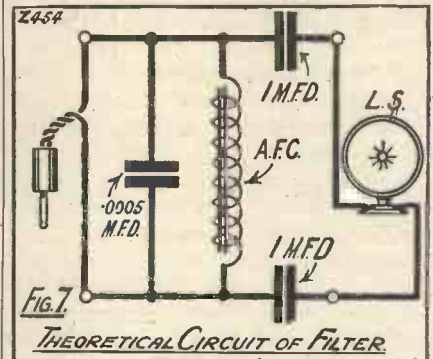 Z454
1 M.F.D.
L.S.
A.F.C.
.0005
M.F.D.
1 M.F.D
FIG. 7.
THEORETICAL CIRCUIT OF FILTER.